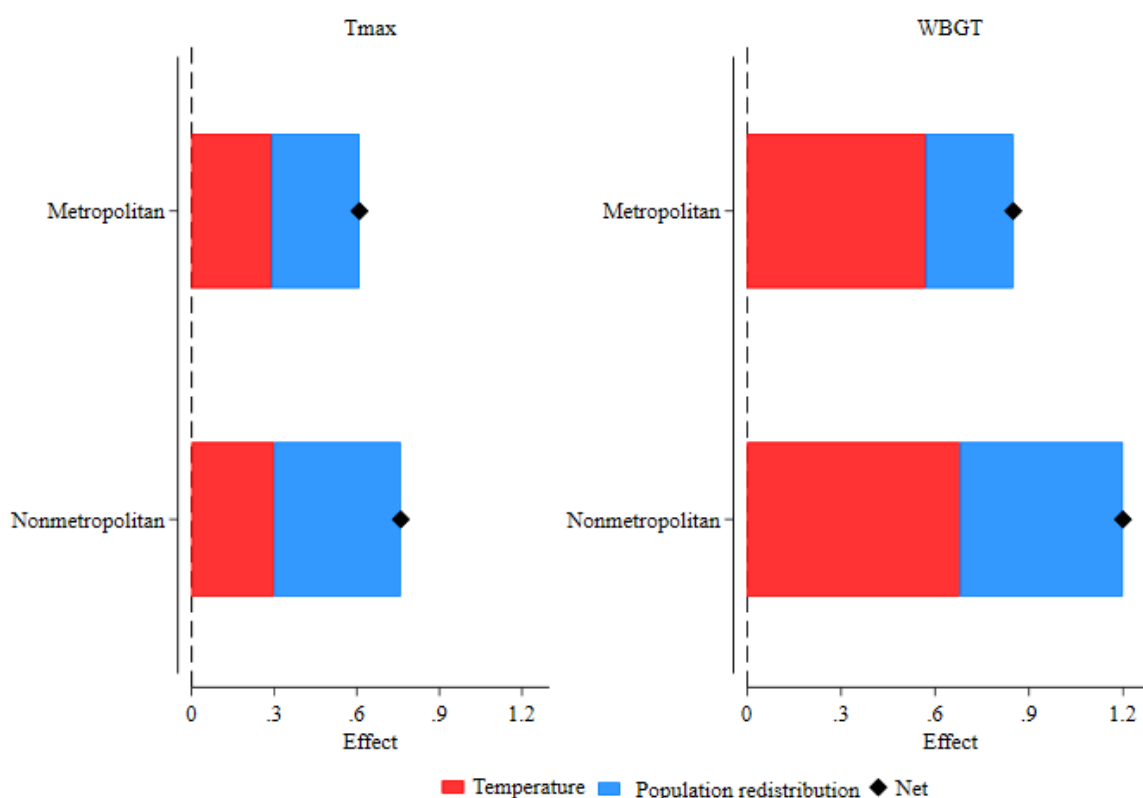 Tmax
Metropolitan
Nonmetropolitan
0 .3 .6 .9 1.2
Effect
WBGT
Metropolitan
Nonmetropolitan
0 .3 .6 .9 1.2
Effect
Temperature Population redistribution Net